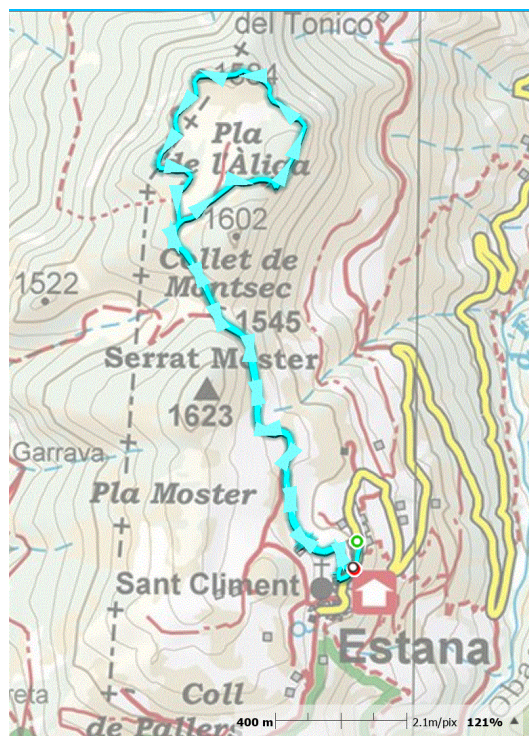 del Tonico
1584
Pla
de l'Àliga
1602
Collet de
Montsec
1522
1545
Serrat Moster
1623
Garrava
Pla Moster
Sant Climent
Estana
Coll
de Pallers
400 m
2.1m/pix
121%